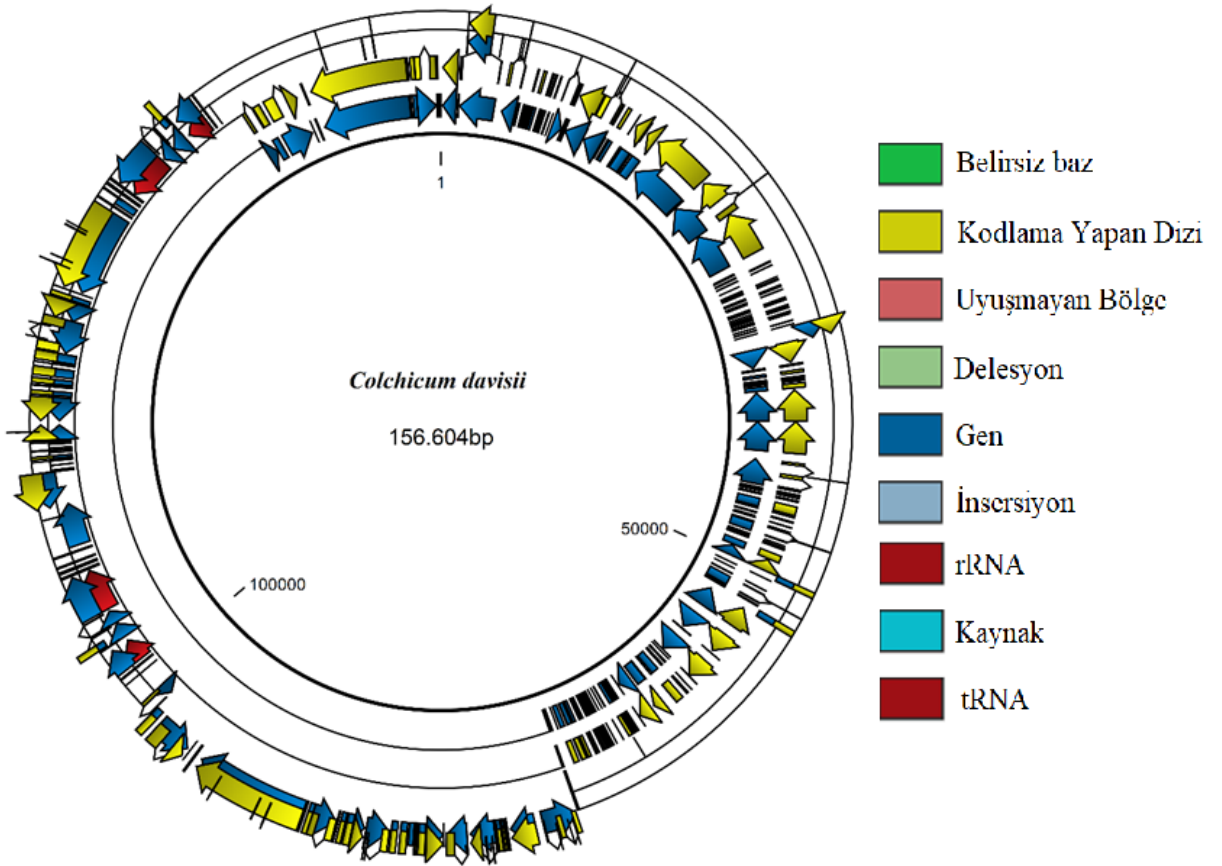 1
Colchicum davisii
156.604bp
50000
100000
Belirsiz baz
Kodlama Yapan Dizi
Uyuşmayan Bölge
Delesyon
Gen
İnsersiyon
rRNA
Kaynak
tRNA